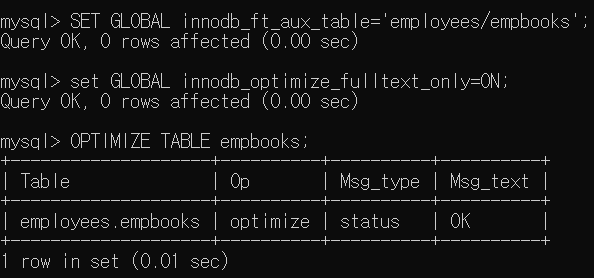 mysql> SET GLOBAL innodb_ft_aux_table='employees/empbooks';
Query OK, 0 rows affected (0.00 sec)
mysql> set GLOBAL innodb_optimize_fulltext_only=ON;
Query OK, 0 rows affected (0.00 sec)
mysql> OPTIMIZE TABLE empbooks;
+---------------------+----------+----------+----------+
| Table               | Op       | Msg_type | Msg_text |
+---------------------+----------+----------+----------+
| employees.empbooks | optimize | status   | OK       |
+---------------------+----------+----------+----------+
1 row in set (0.01 sec)